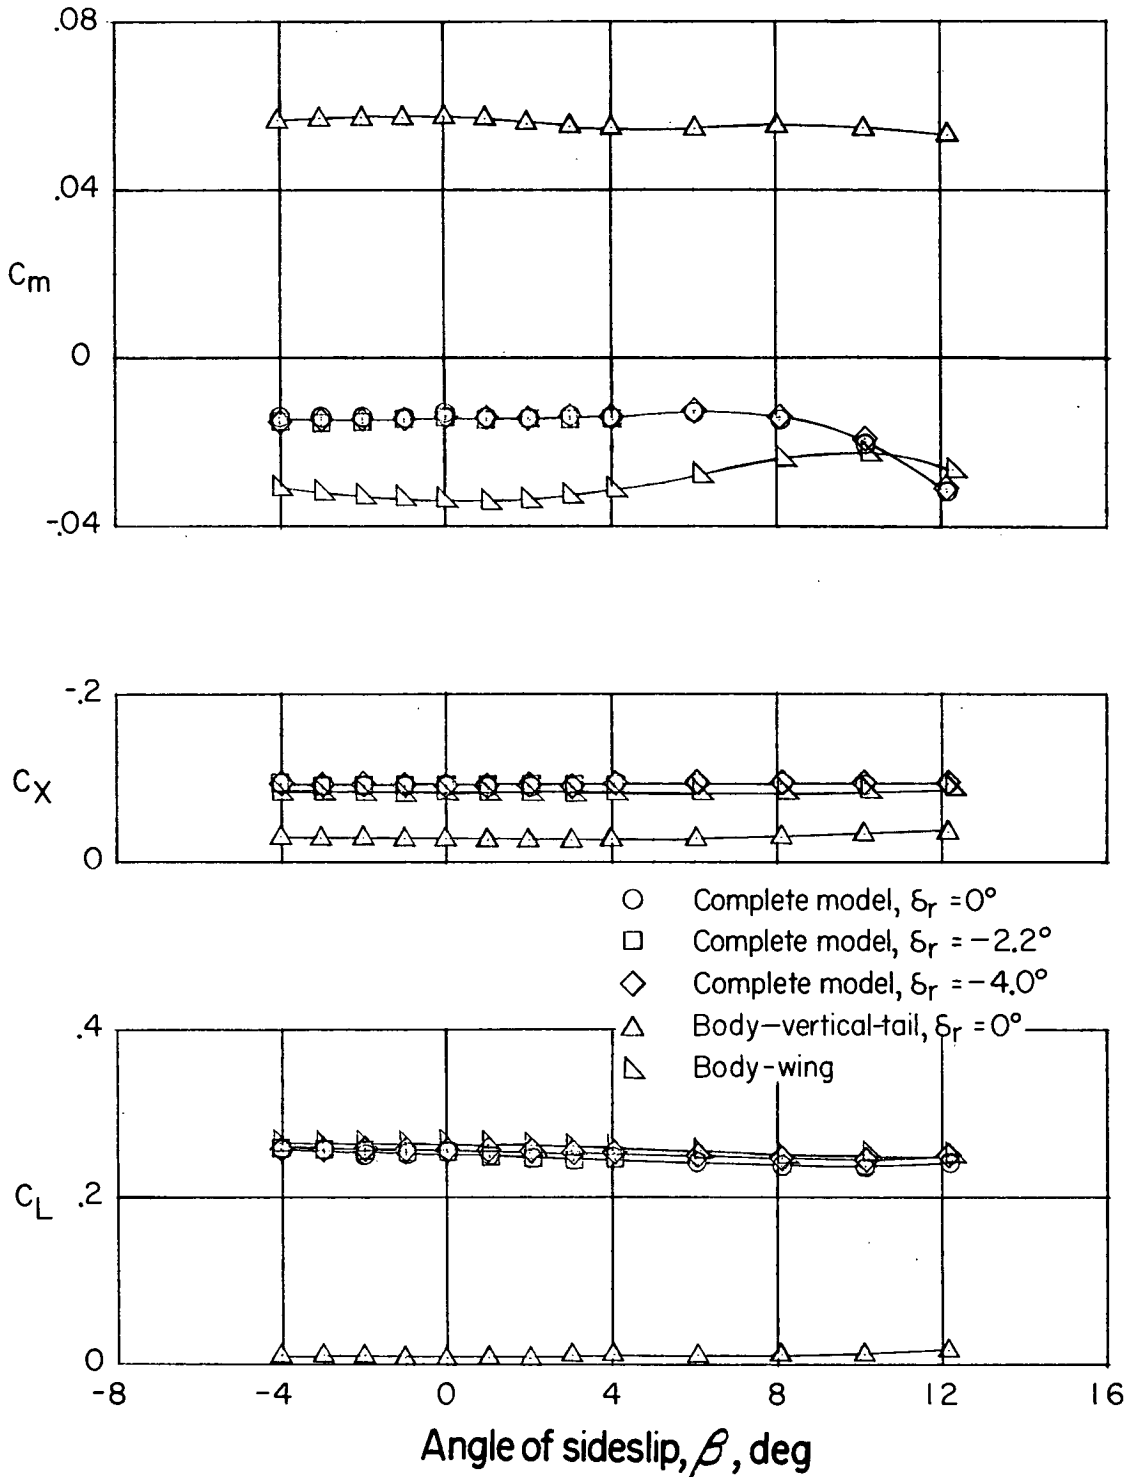 .08
.04
Cm
0
-.04
-.2
CX
0
○ Complete model, δr = 0°
□ Complete model, δr = −2.2°
◇ Complete model, δr = −4.0°
△ Body−vertical-tail, δr = 0°
◺ Body-wing
.4
CL .2
0
-8 -4 0 4 8 12 16
Angle of sideslip, β, deg